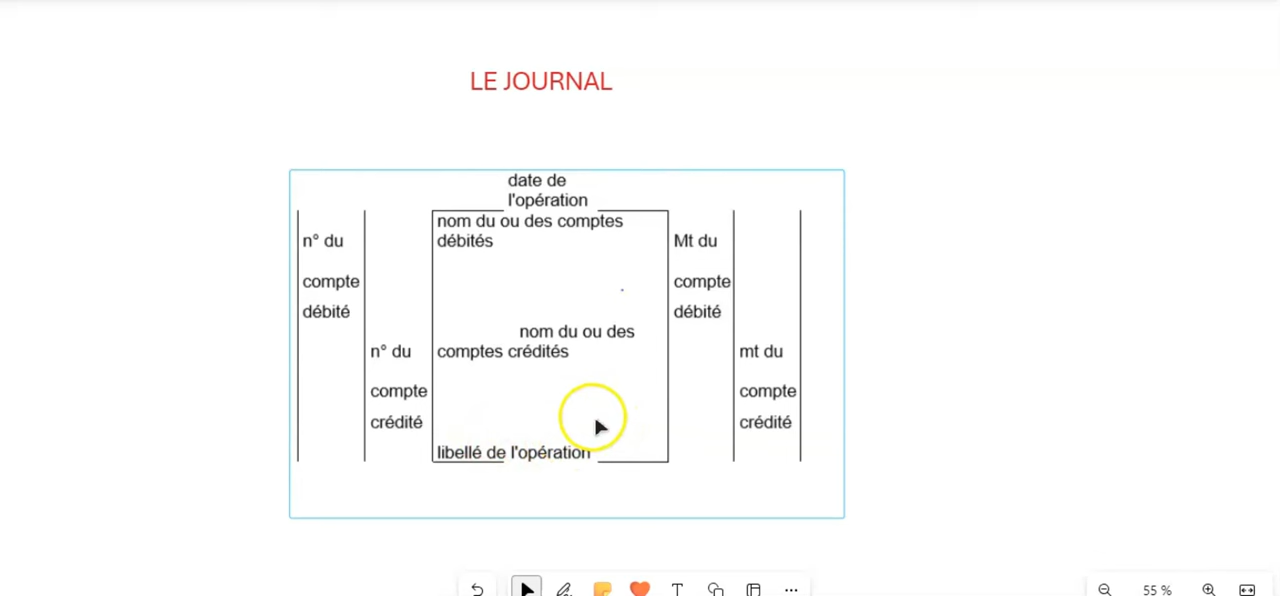 LE JOURNAL
date de
l'opération
nom du ou des comptes
débités
n° du
compte
débité
Mt du
compte
débité
nom du ou des
comptes crédités
n° du
compte
crédité
mt du
compte
crédité
libellé de l'opération
T
55 %